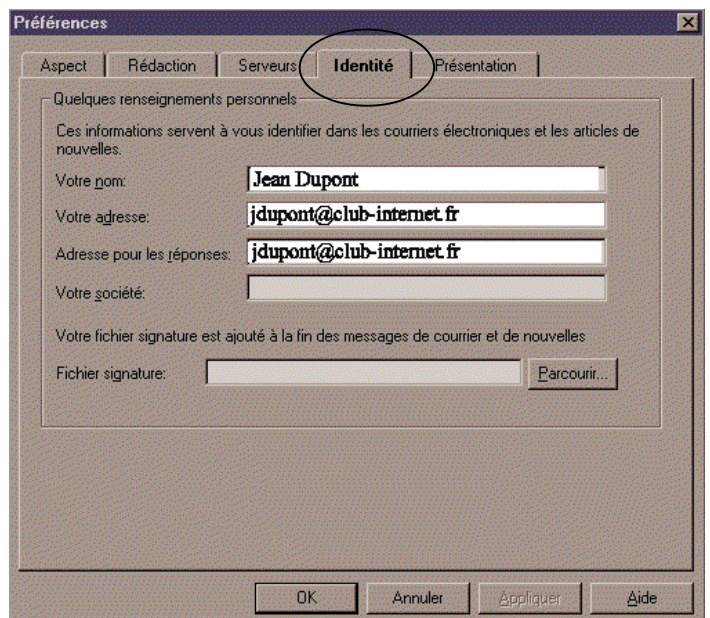 Préférences
Aspect Rédaction Serveurs Identité Présentation
Quelques renseignements personnels
Ces informations servent à vous identifier dans les courriers électroniques et les articles de
nouvelles.
Votre nom: Jean Dupont
Votre adresse: jdupont@club-internet.fr
Adresse pour les réponses: jdupont@club-internet.fr
Votre société:
Votre fichier signature est ajouté à la fin des messages de courrier et de nouvelles
Fichier signature: Parcourir...
OK Annuler Appliquer Aide